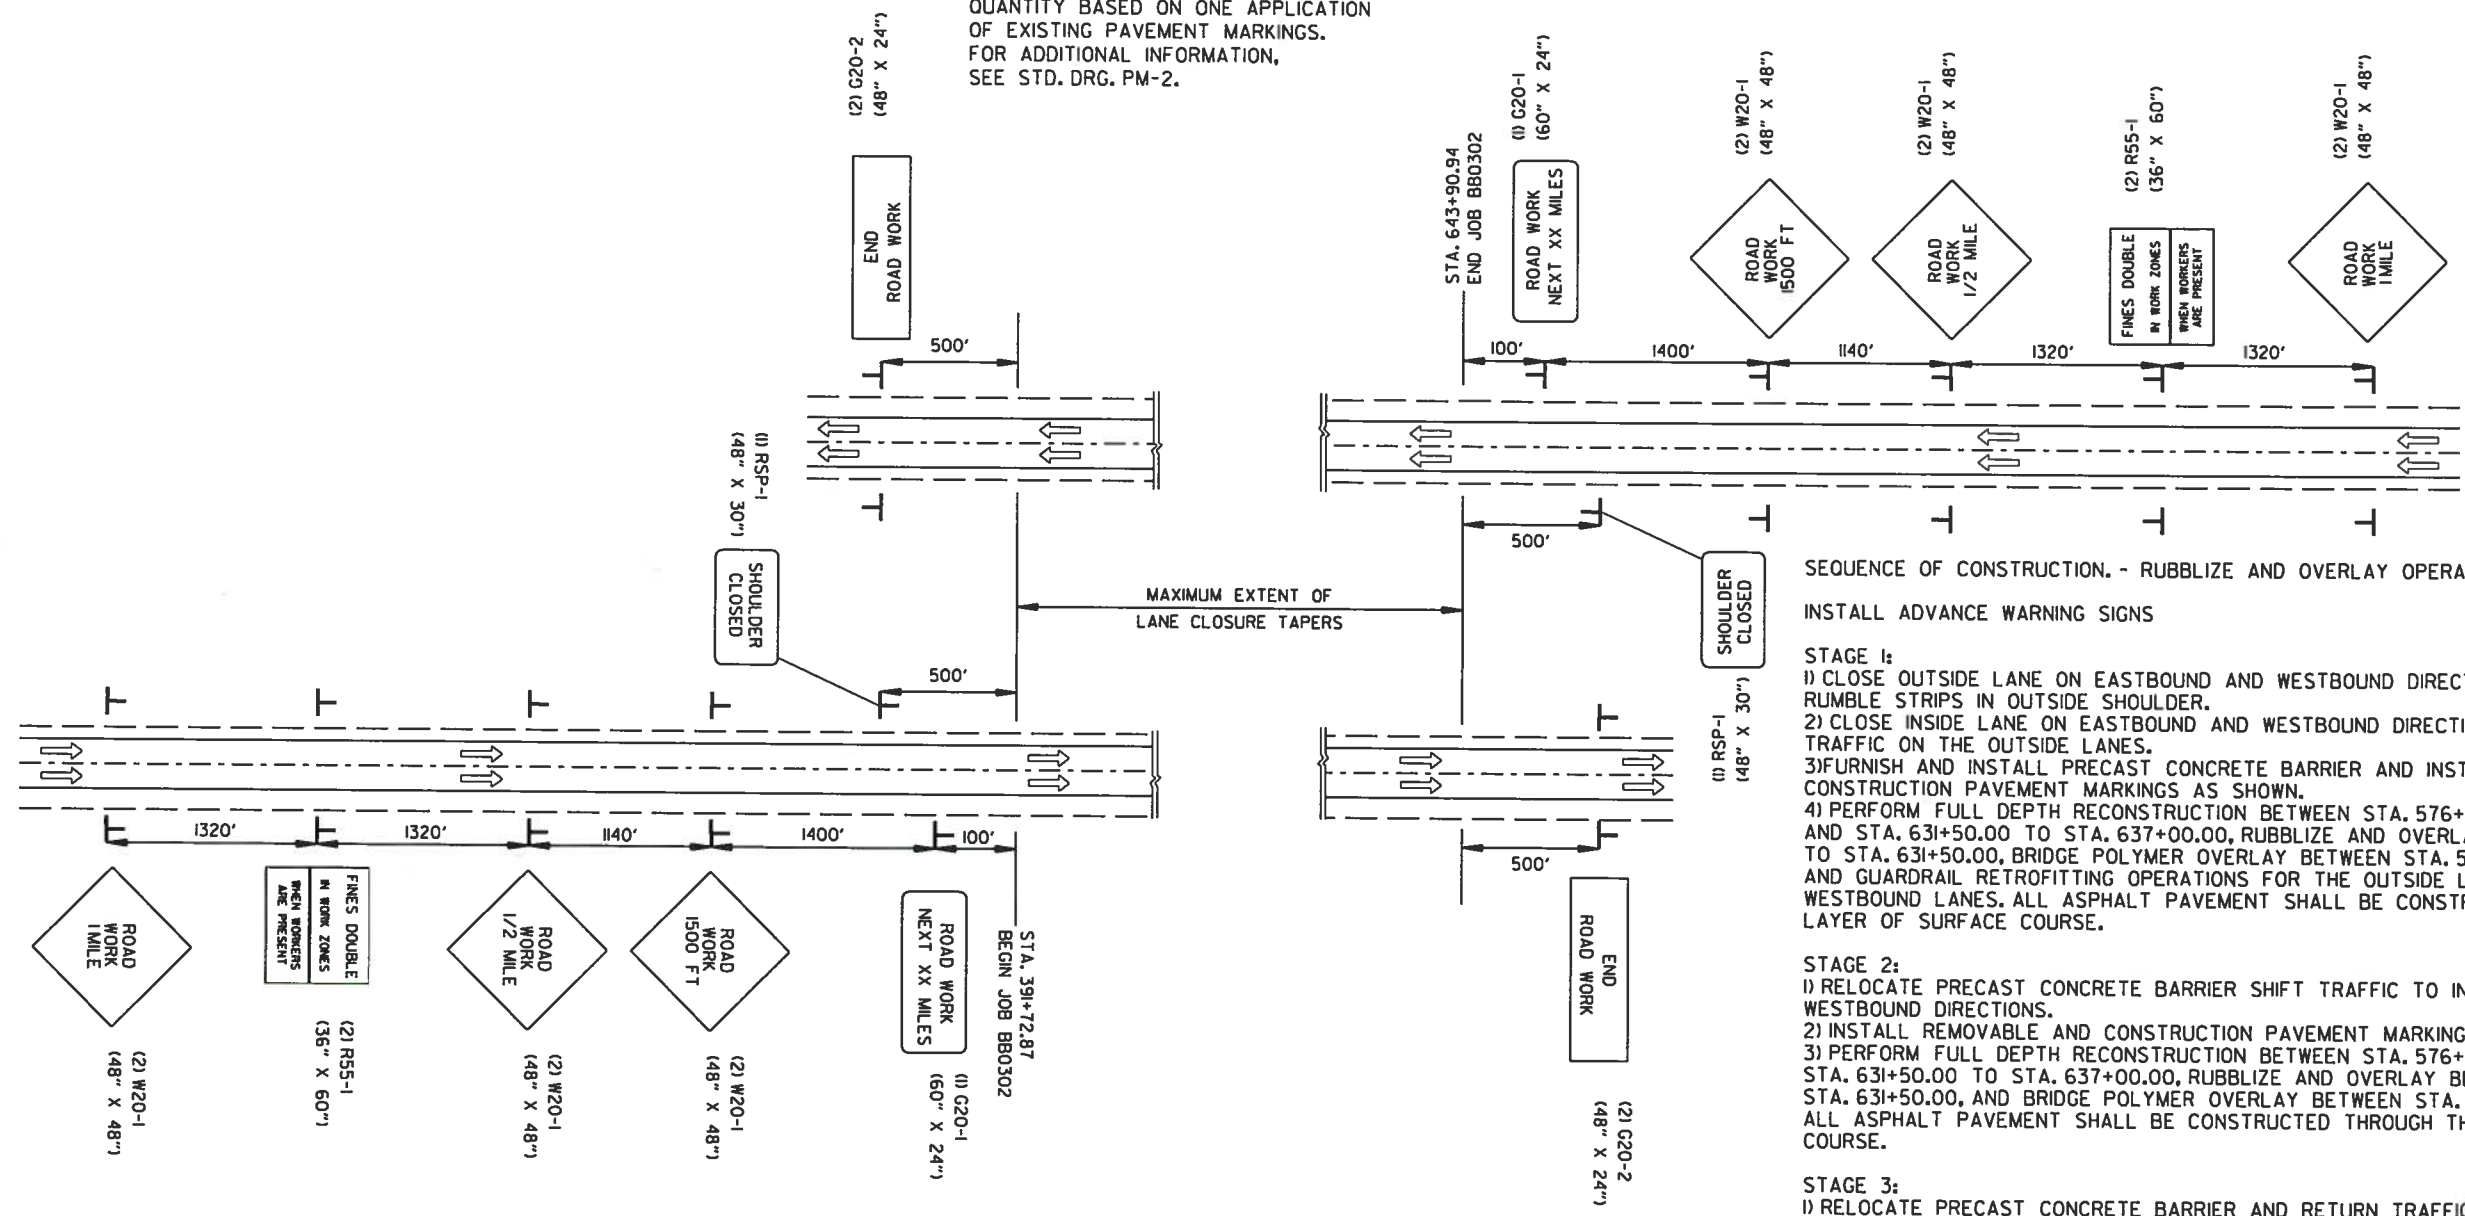 QUANTITY BASED ON ONE APPLICATION
OF EXISTING PAVEMENT MARKINGS.
FOR ADDITIONAL INFORMATION,
SEE STD. DRG. PM-2.
(2) G20-2
(48" X 24")
END
ROAD WORK
500'
STA. 643+90.94
END JOB BB0302
(1) G20-1
(60" X 24")
ROAD WORK
NEXT XX MILES
(2) W20-1
(48" X 48")
ROAD
WORK
1500 FT
(2) W20-1
(48" X 48")
ROAD
WORK
1/2 MILE
(2) R55-1
(36" X 60")
FINES DOUBLE
IN WORK ZONES
WHEN WORKERS
ARE PRESENT
(2) W20-1
(48" X 48")
ROAD
WORK
1 MILE
100'
1400'
1140'
1320'
1320'
(1) RSP-1
(48" X 30")
SHOULDER
CLOSED
500'
MAXIMUM EXTENT OF
LANE CLOSURE TAPERS
500'
SHOULDER
CLOSED
(1) RSP-1
(48" X 30")
1320'
1320'
1140'
1400'
100'
500'
ROAD
WORK
1 MILE
(2) W20-1
(48" X 48")
FINES DOUBLE
IN WORK ZONES
WHEN WORKERS
ARE PRESENT
(2) R55-1
(36" X 60")
ROAD
WORK
1/2 MILE
(2) W20-1
(48" X 48")
ROAD
WORK
1500 FT
(2) W20-1
(48" X 48")
ROAD WORK
NEXT XX MILES
(1) G20-1
(60" X 24")
STA. 391+72.87
BEGIN JOB BB0302
END
ROAD WORK
(2) G20-2
(48" X 24")
SEQUENCE OF CONSTRUCTION. - RUBBLIZE AND OVERLAY OPERA
INSTALL ADVANCE WARNING SIGNS
STAGE 1:
1) CLOSE OUTSIDE LANE ON EASTBOUND AND WESTBOUND DIREC
RUMBLE STRIPS IN OUTSIDE SHOULDER.
2) CLOSE INSIDE LANE ON EASTBOUND AND WESTBOUND DIRECTI
TRAFFIC ON THE OUTSIDE LANES.
3)FURNISH AND INSTALL PRECAST CONCRETE BARRIER AND INST
CONSTRUCTION PAVEMENT MARKINGS AS SHOWN.
4) PERFORM FULL DEPTH RECONSTRUCTION BETWEEN STA. 576+
AND STA. 631+50.00 TO STA. 637+00.00, RUBBLIZE AND OVERLA
TO STA. 631+50.00, BRIDGE POLYMER OVERLAY BETWEEN STA. 5
AND GUARDRAIL RETROFITTING OPERATIONS FOR THE OUTSIDE L
WESTBOUND LANES. ALL ASPHALT PAVEMENT SHALL BE CONSTR
LAYER OF SURFACE COURSE.
STAGE 2:
1) RELOCATE PRECAST CONCRETE BARRIER SHIFT TRAFFIC TO IN
WESTBOUND DIRECTIONS.
2) INSTALL REMOVABLE AND CONSTRUCTION PAVEMENT MARKING
3) PERFORM FULL DEPTH RECONSTRUCTION BETWEEN STA. 576+
STA. 631+50.00 TO STA. 637+00.00, RUBBLIZE AND OVERLAY B
STA. 631+50.00, AND BRIDGE POLYMER OVERLAY BETWEEN STA.
ALL ASPHALT PAVEMENT SHALL BE CONSTRUCTED THROUGH TH
COURSE.
STAGE 3:
1) RELOCATE PRECAST CONCRETE BARRIER AND RETURN TRAFFIC